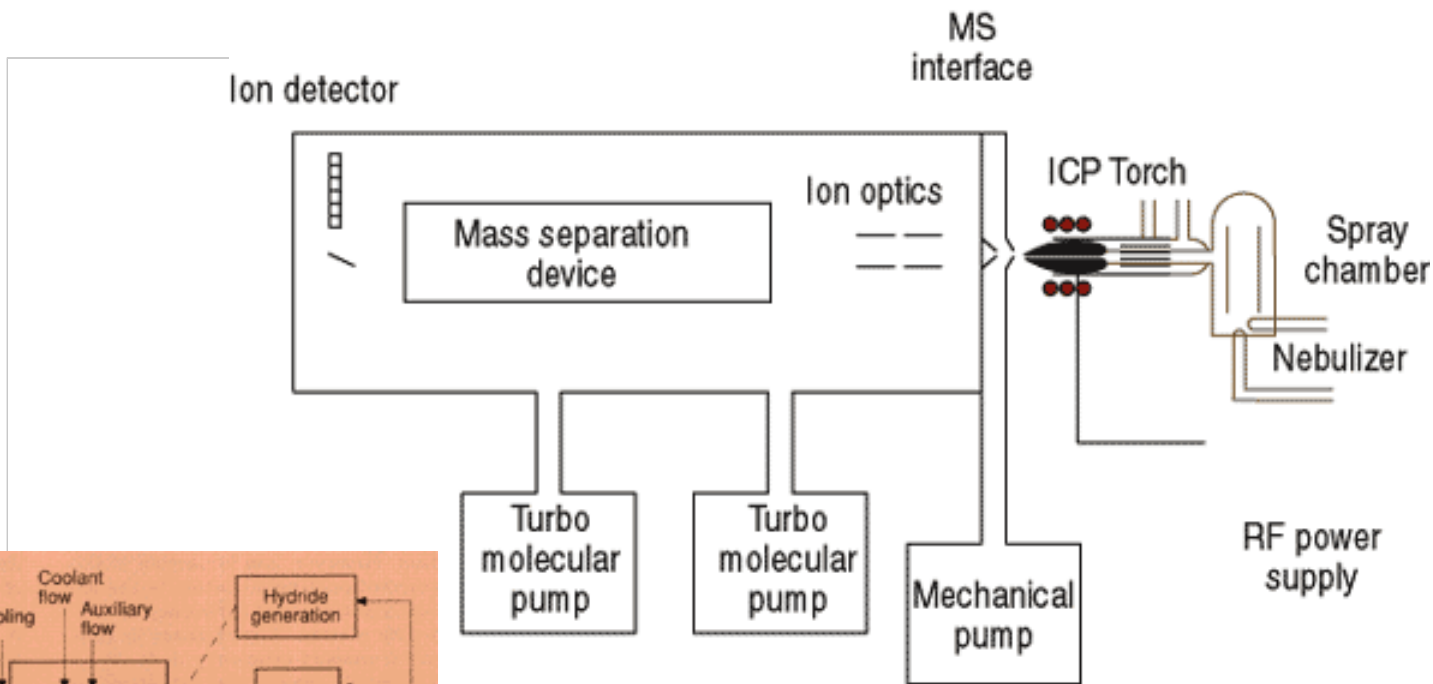 MS
interface
Ion detector
ICP Torch
Ion optics
Mass separation
device
Spray
chamber
Nebulizer
Turbo
molecular
pump
Turbo
molecular
pump
Mechanical
pump
RF power
supply
Coolant
flow
Auxiliary
flow
Hydride
generation